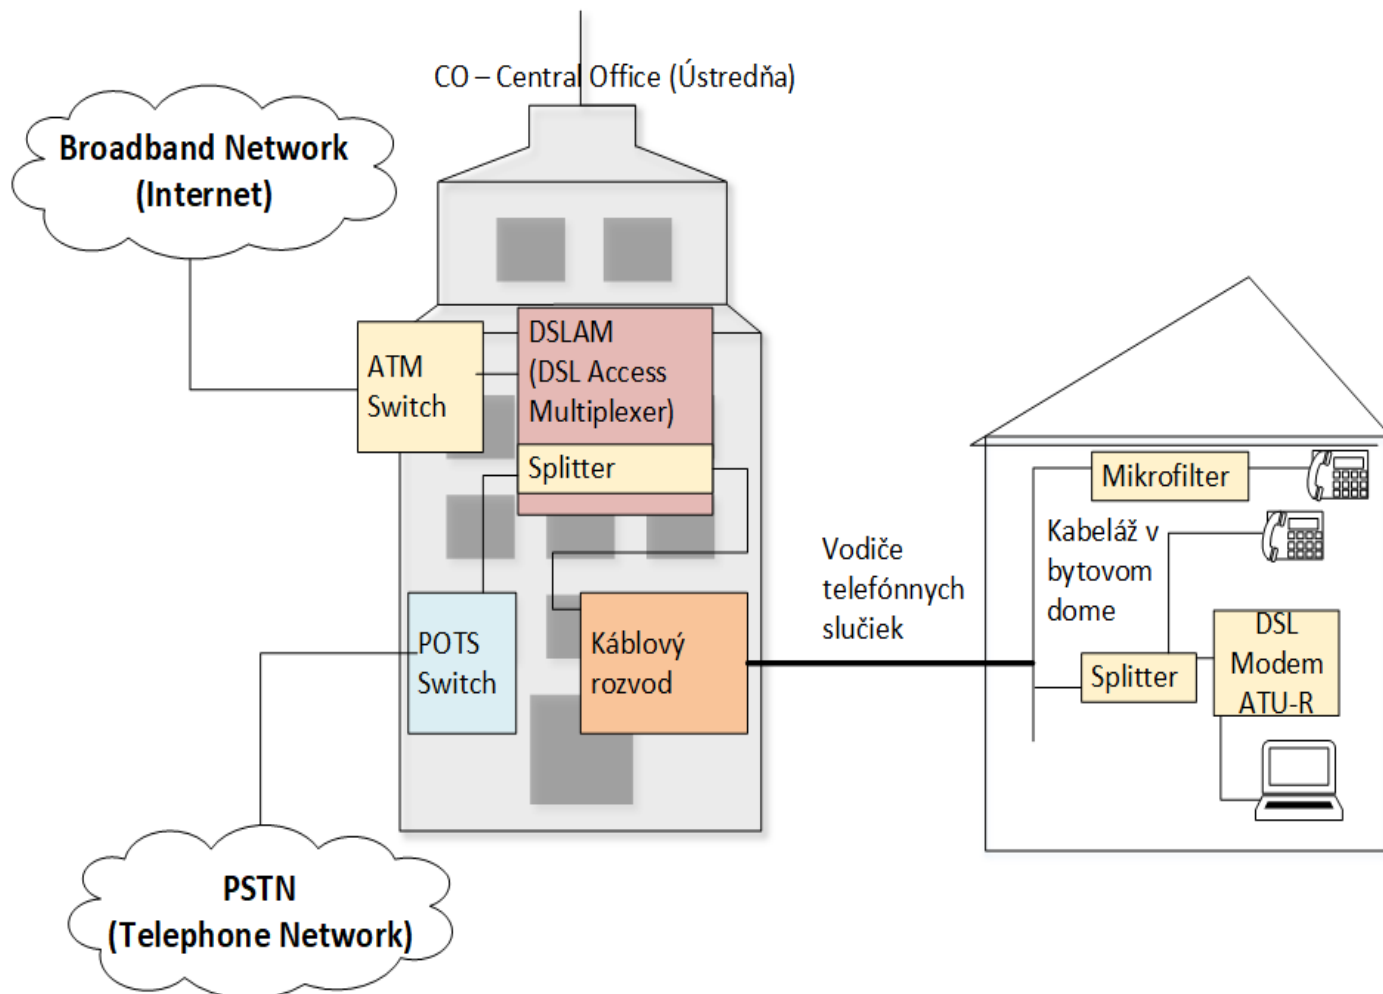 CO – Central Office (Ústredňa)
Broadband Network
(Internet)
ATM
Switch
DSLAM
(DSL Access
Multiplexer)
Splitter
POTS
Switch
Káblový
rozvod
PSTN
(Telephone Network)
Vodiče
telefónnych
slučiek
Mikrofilter
Kabeláž v
bytovom
dome
Splitter
DSL
Modem
ATU-R